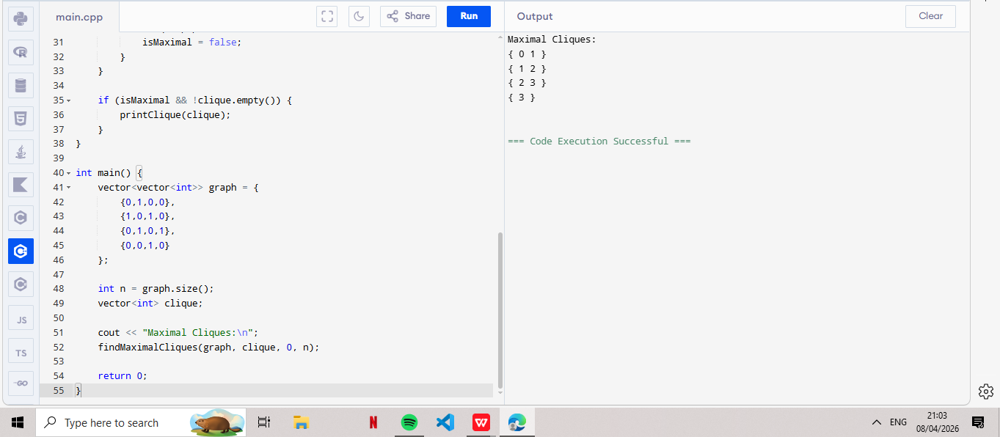 main.cpp
Share
Run
Output
Clear
31 isMaximal = false;
32 }
33 }
34
35 if (isMaximal && !clique.empty()) {
36 printClique(clique);
37 }
38 }
39
40 int main() {
41 vector<vector<int>> graph = {
42 {0,1,0,0},
43 {1,0,1,0},
44 {0,1,0,1},
45 {0,0,1,0}
46 };
47
48 int n = graph.size();
49 vector<int> clique;
50
51 cout << "Maximal Cliques:\n";
52 findMaximalCliques(graph, clique, 0, n);
53
54 return 0;
55 }
Maximal Cliques:
{ 0 1 }
{ 1 2 }
{ 2 3 }
{ 3 }
=== Code Execution Successful ===
R
5
C
C
C
JS
TS
GO
Type here to search
N
W
ENG
21:03
08/04/2026